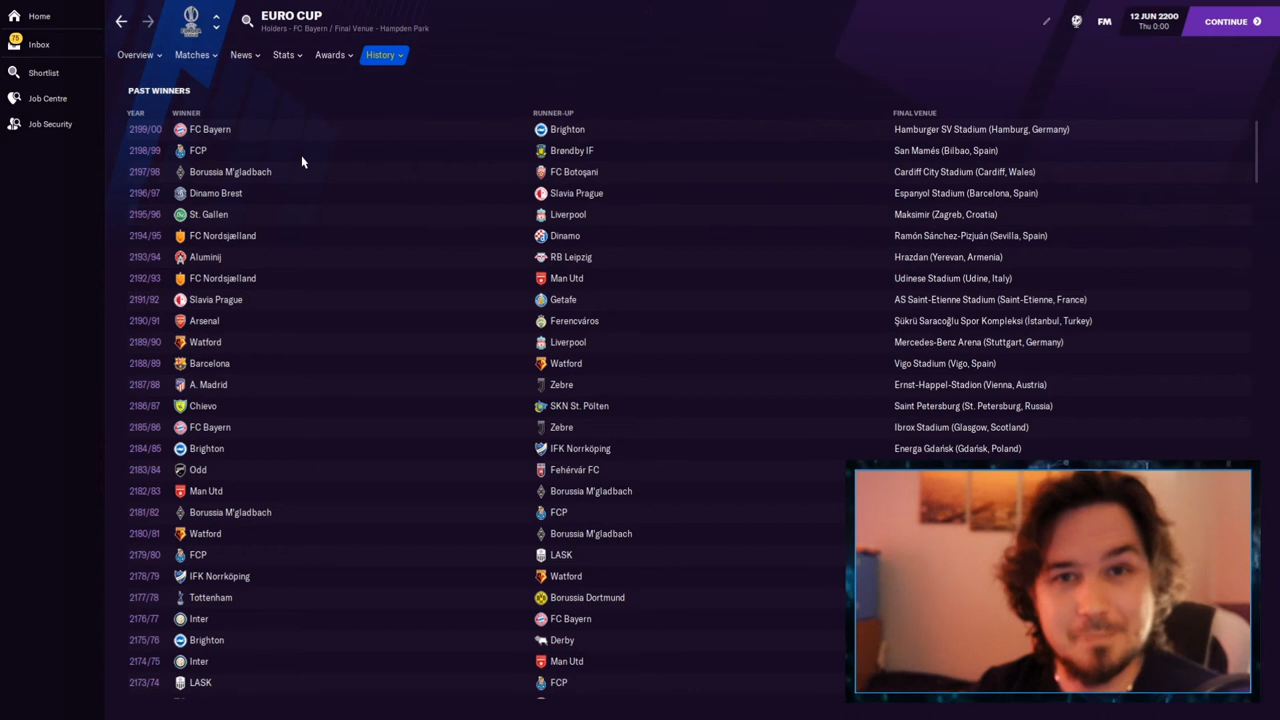 Home
75
Inbox
Shortlist
Job Centre
Job Security
EURO CUP
Holders - FC Bayern / Final Venue - Hampden Park
FM
12 JUN 2200
Thu 0:00
CONTINUE
Overview
Matches
News
Stats
Awards
History
PAST WINNERS
YEAR WINNER RUNNER-UP FINAL VENUE
2199/00 FC Bayern Brighton Hamburger SV Stadium (Hamburg, Germany)
2198/99 FCP Brøndby IF San Mamés (Bilbao, Spain)
2197/98 Borussia M'gladbach FC Botoşani Cardiff City Stadium (Cardiff, Wales)
2196/97 Dinamo Brest Slavia Prague Espanyol Stadium (Barcelona, Spain)
2195/96 St. Gallen Liverpool Maksimir (Zagreb, Croatia)
2194/95 FC Nordsjælland Dinamo Ramón Sánchez-Pizjuán (Sevilla, Spain)
2193/94 Aluminij RB Leipzig Hrazdan (Yerevan, Armenia)
2192/93 FC Nordsjælland Man Utd Udinese Stadium (Udine, Italy)
2191/92 Slavia Prague Getafe AS Saint-Etienne Stadium (Saint-Etienne, France)
2190/91 Arsenal Ferencváros Şükrü Saracoğlu Spor Kompleksi (İstanbul, Turkey)
2189/90 Watford Liverpool Mercedes-Benz Arena (Stuttgart, Germany)
2188/89 Barcelona Watford Vigo Stadium (Vigo, Spain)
2187/88 A. Madrid Zebre Ernst-Happel-Stadion (Vienna, Austria)
2186/87 Chievo SKN St. Pölten Saint Petersburg (St. Petersburg, Russia)
2185/86 FC Bayern Zebre Ibrox Stadium (Glasgow, Scotland)
2184/85 Brighton IFK Norrköping Energa Gdańsk (Gdańsk, Poland)
2183/84 Odd Fehérvár FC
2182/83 Man Utd Borussia M'gladbach
2181/82 Borussia M'gladbach FCP
2180/81 Watford Borussia M'gladbach
2179/80 FCP LASK
2178/79 IFK Norrköping Watford
2177/78 Tottenham Borussia Dortmund
2176/77 Inter FC Bayern
2175/76 Brighton Derby
2174/75 Inter Man Utd
2173/74 LASK FCP